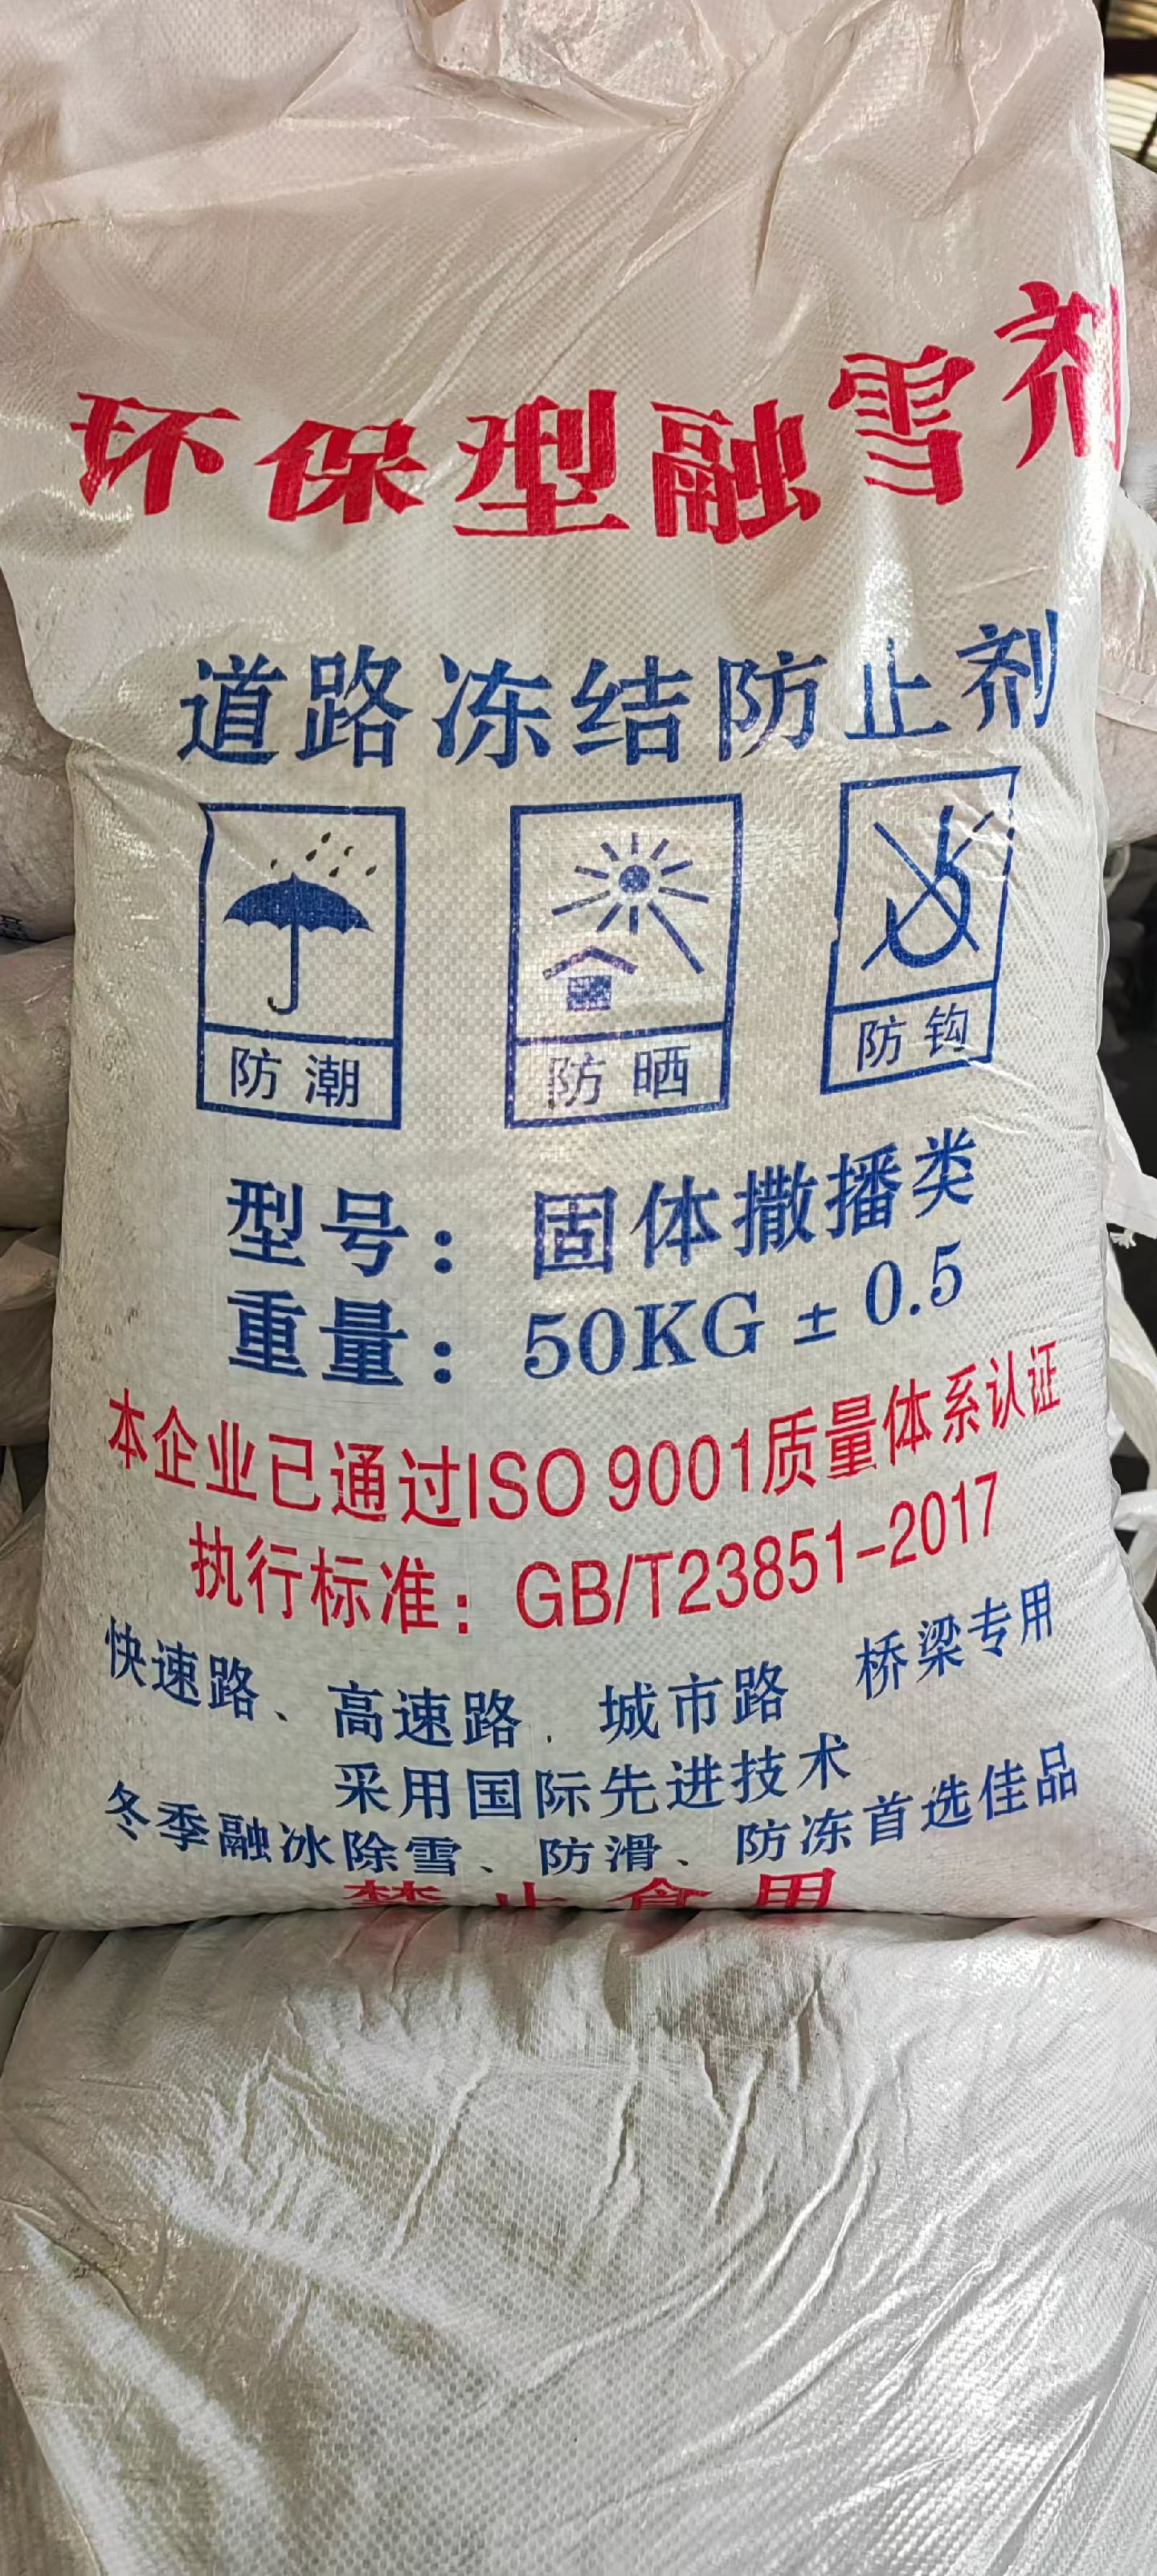 环保型融雪剂
道路冻结防止剂
防潮 防晒 防钩
型号：固体撒播类
重量：50KG ± 0.5
本企业已通过ISO 9001质量体系认证
执行标准：GB/T23851-2017
快速路、高速路、城市路 桥梁专用
采用国际先进技术
冬季融冰除雪、防滑、防冻首选佳品
禁止食用